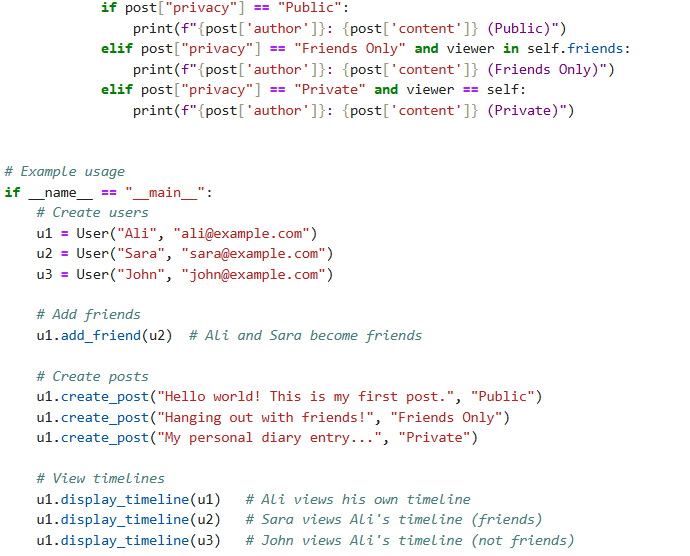 if post["privacy"] == "Public":
print(f"{post['author']}: {post['content']} (Public)")
elif post["privacy"] == "Friends Only" and viewer in self.friends:
print(f"{post['author']}: {post['content']} (Friends Only)")
elif post["privacy"] == "Private" and viewer == self:
print(f"{post['author']}: {post['content']} (Private)")
# Example usage
if __name__ == "__main__":
# Create users
u1 = User("Ali", "ali@example.com")
u2 = User("Sara", "sara@example.com")
u3 = User("John", "john@example.com")
# Add friends
u1.add_friend(u2)  # Ali and Sara become friends
# Create posts
u1.create_post("Hello world! This is my first post.", "Public")
u1.create_post("Hanging out with friends!", "Friends Only")
u1.create_post("My personal diary entry...", "Private")
# View timelines
u1.display_timeline(u1)   # Ali views his own timeline
u1.display_timeline(u2)   # Sara views Ali's timeline (friends)
u1.display_timeline(u3)   # John views Ali's timeline (not friends)